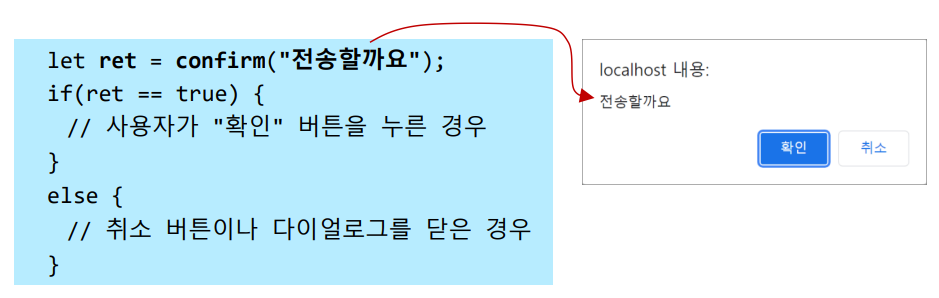 let ret = confirm("전송할까요");
if(ret == true) {
// 사용자가 "확인" 버튼을 누른 경우
}
else {
// 취소 버튼이나 다이얼로그를 닫은 경우
}
localhost 내용:
전송할까요
확인 취소